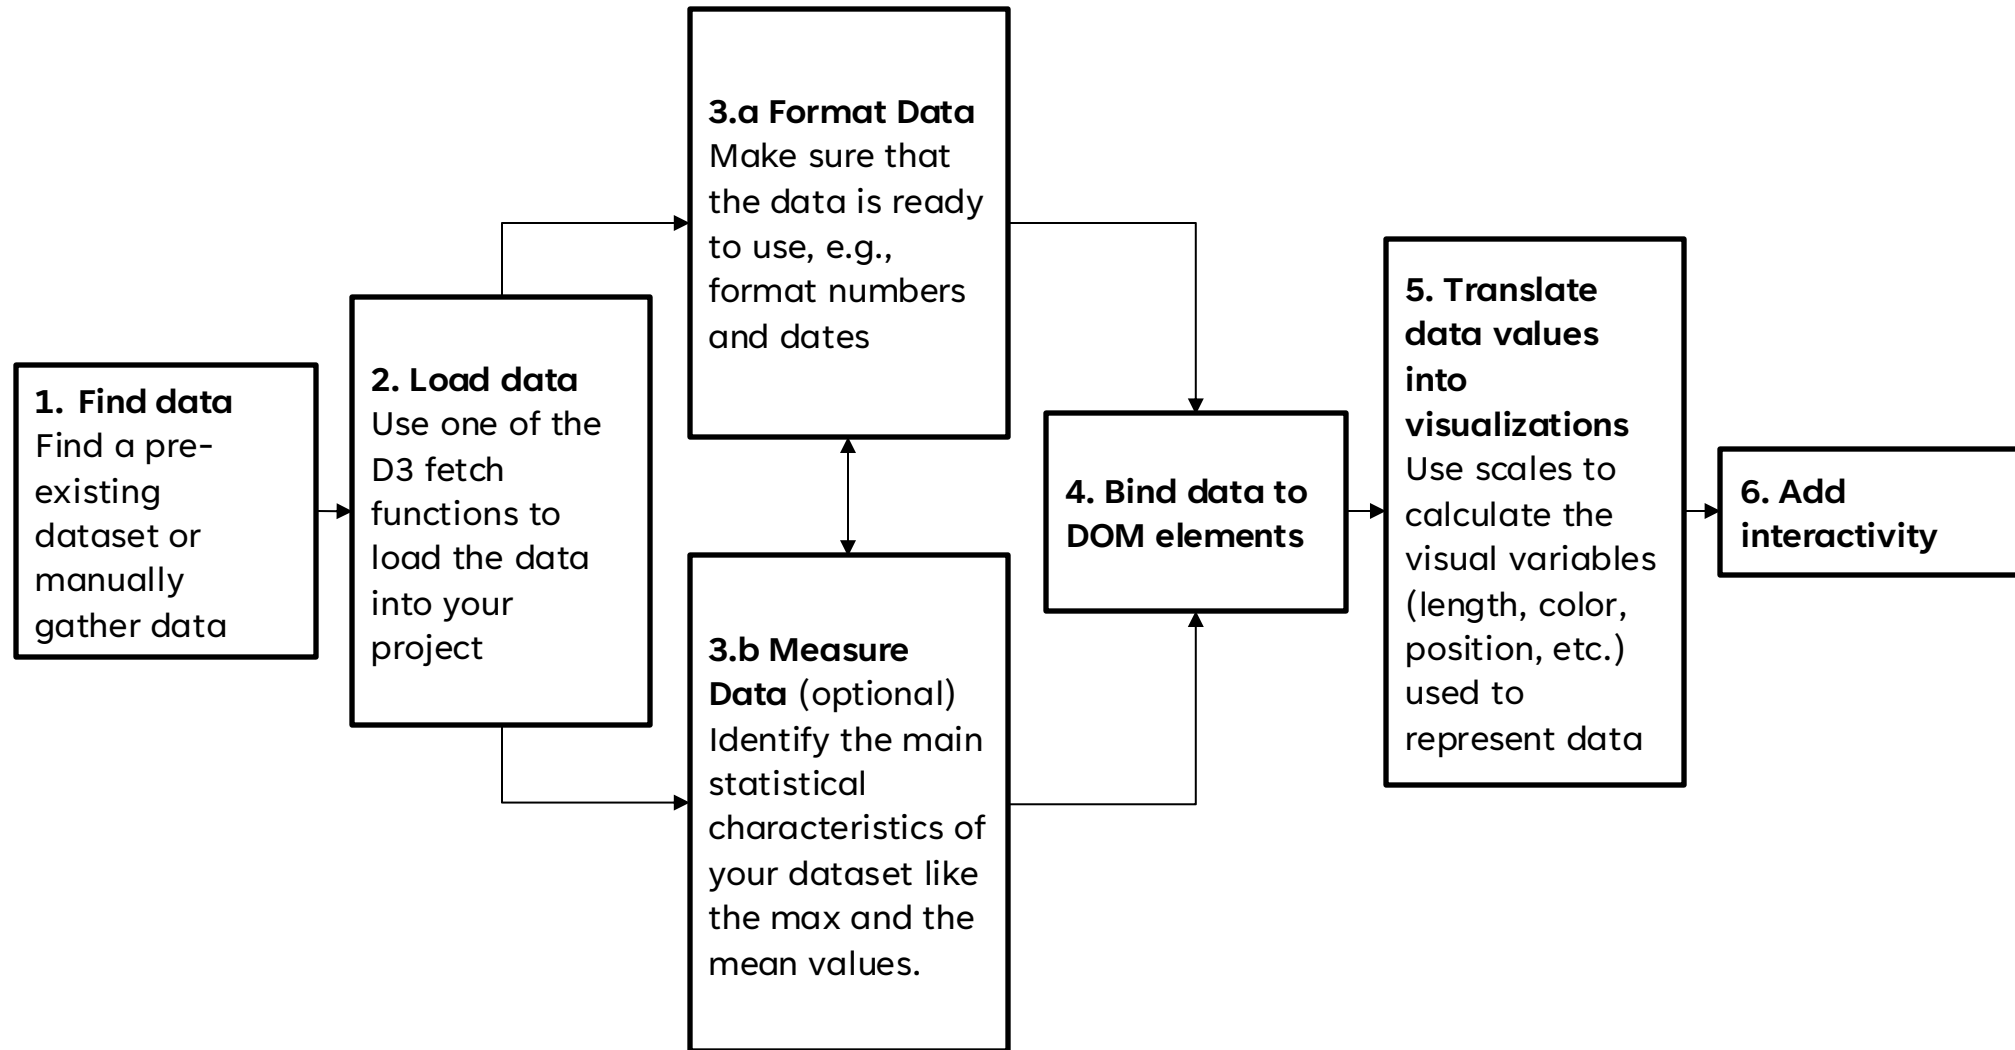 1. Find data
Find a pre-
existing
dataset or
manually
gather data
2. Load data
Use one of the
D3 fetch
functions to
load the data
into your
project
3.a Format Data
Make sure that
the data is ready
to use, e.g.,
format numbers
and dates
3.b Measure
Data (optional)
Identify the main
statistical
characteristics of
your dataset like
the max and the
mean values.
4. Bind data to
DOM elements
5. Translate
data values
into
visualizations
Use scales to
calculate the
visual variables
(length, color,
position, etc.)
used to
represent data
6. Add
interactivity